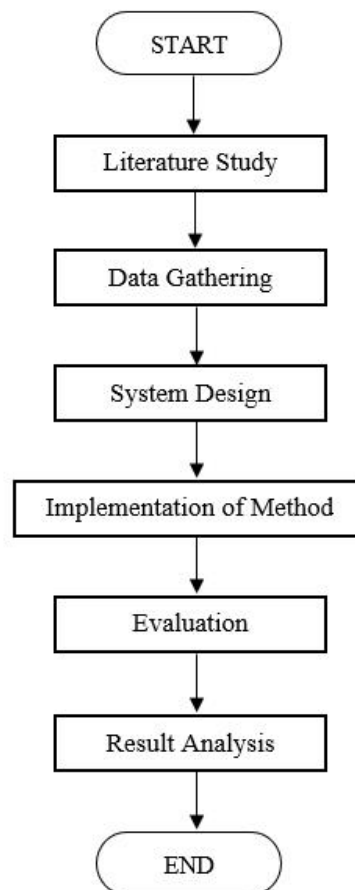 START
Literature Study
Data Gathering
System Design
Implementation of Method
Evaluation
Result Analysis
END